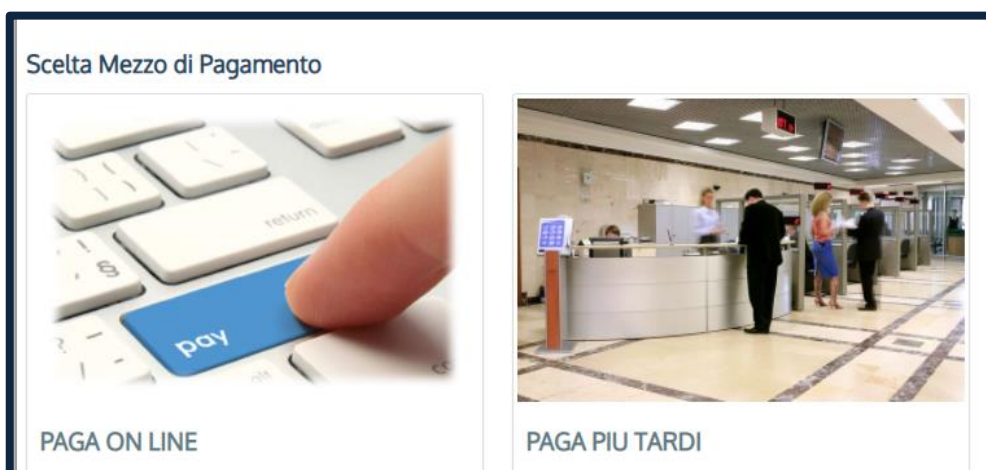 Scelta Mezzo di Pagamento
return
§
pay
PAGA ON LINE
PAGA PIU TARDI